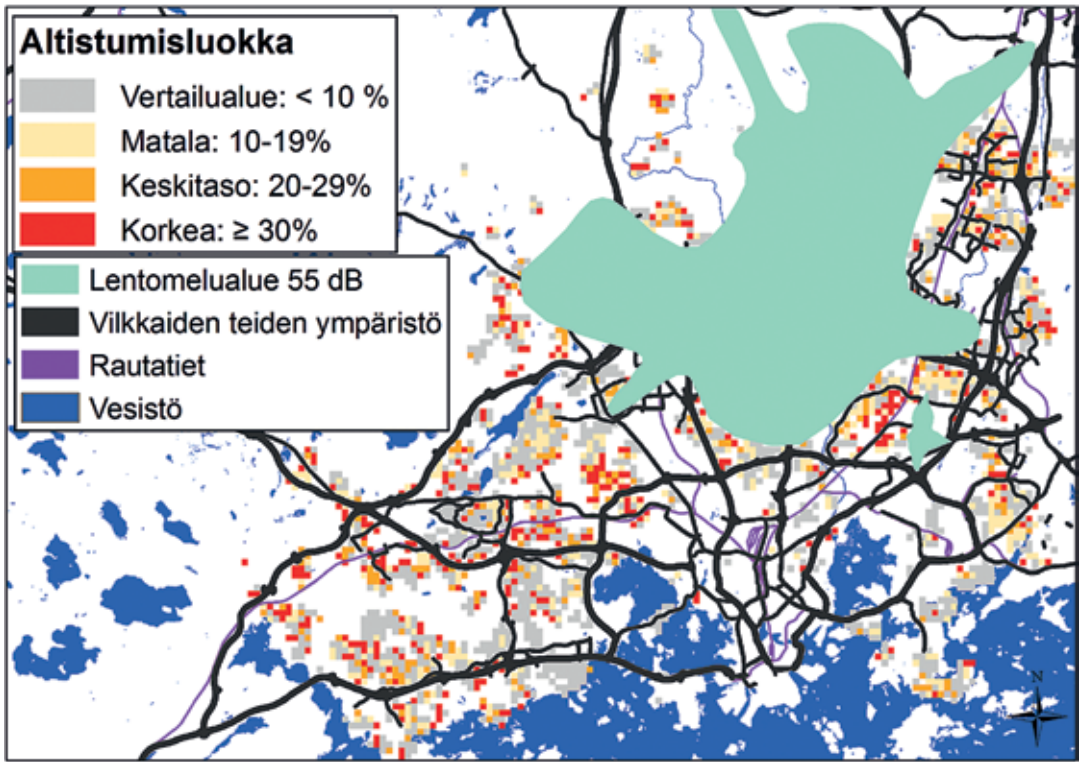 Altistumisluokka
Vertailualue: < 10 %
Matala: 10-19%
Keskitaso: 20-29%
Korkea: ≥ 30%
Lentomelualue 55 dB
Vilkkaiden teiden ympäristö
Rautatiet
Vesistö
N